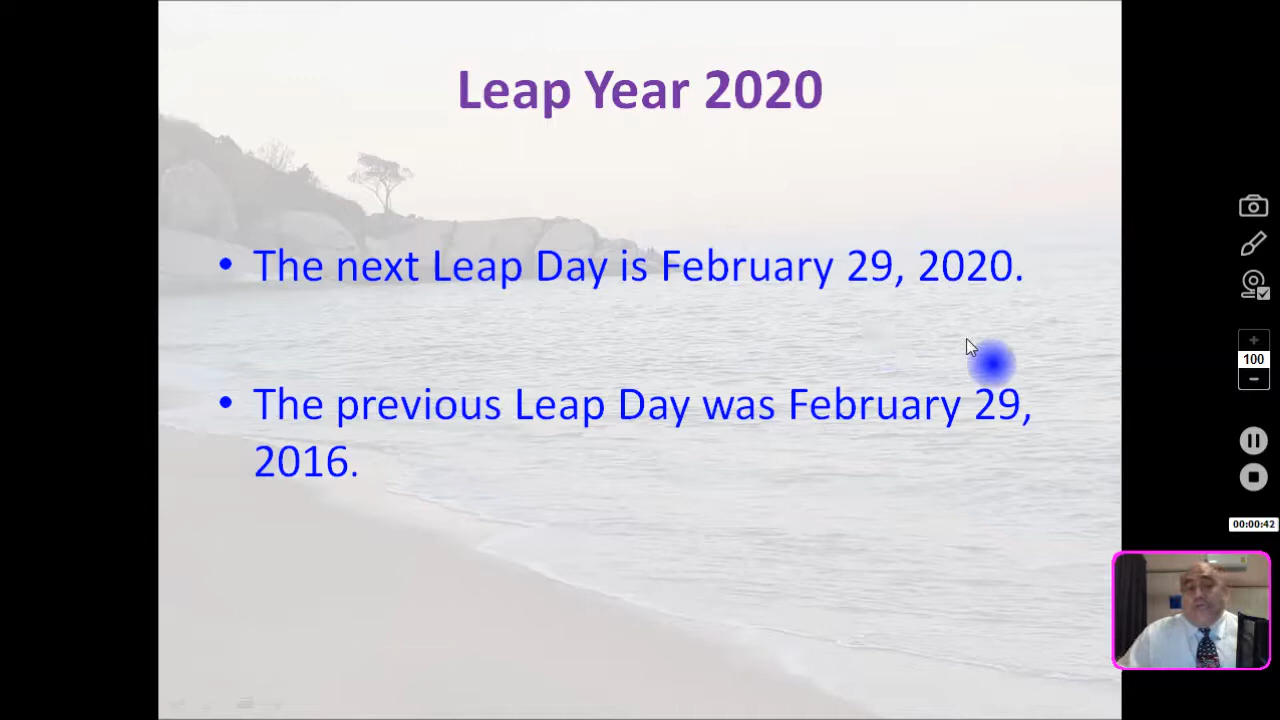 Leap Year 2020
• The next Leap Day is February 29, 2020.
• The previous Leap Day was February 29,
2016.
100
00:00:42